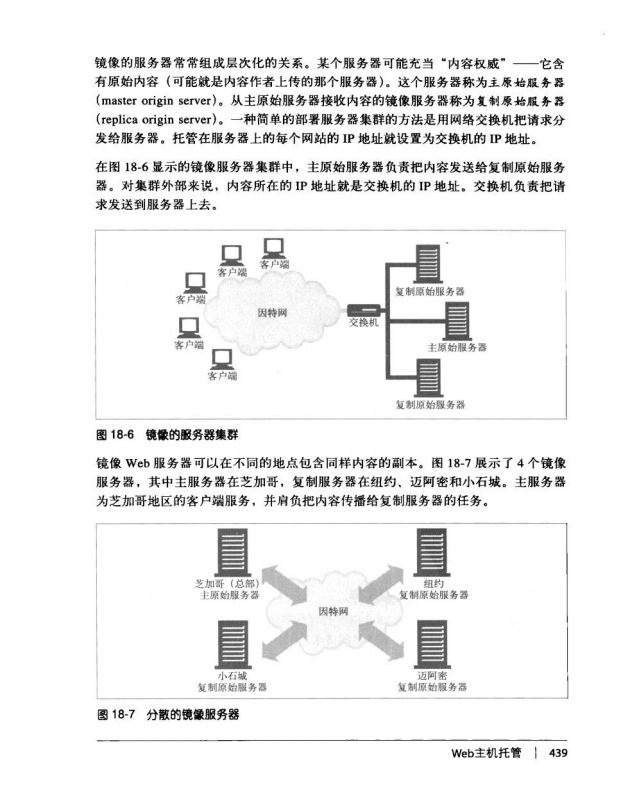 镜像的服务器常常组成层次化的关系。某个服务器可能充当“内容权威”——它含
有原始内容（可能就是内容作者上传的那个服务器）。这个服务器称为主原始服务器
(master origin server)。从主原始服务器接收内容的镜像服务器称为复制原始服务器
(replica origin server)。一种简单的部署服务器集群的方法是用网络交换机把请求分
发给服务器。托管在服务器上的每个网站的 IP 地址就设置为交换机的 IP 地址。
在图 18-6 显示的镜像服务器集群中，主原始服务器负责把内容发送给复制原始服务
器。对集群外部来说，内容所在的 IP 地址就是交换机的 IP 地址。交换机负责把请
求发送到服务器上去。
客户端
客户端
客户端
客户端
客户端
因特网
交换机
复制原始服务器
主原始服务器
复制原始服务器
图 18-6 镜像的服务器集群
镜像 Web 服务器可以在不同的地点包含同样内容的副本。图 18-7 展示了 4 个镜像
服务器，其中主服务器在芝加哥，复制服务器在纽约、迈阿密和小石城。主服务器
为芝加哥地区的客户端服务，并肩负把内容传播给复制服务器的任务。
芝加哥（总部）
主原始服务器
纽约
复制原始服务器
因特网
小石城
复制原始服务器
迈阿密
复制原始服务器
图 18-7 分散的镜像服务器
Web主机托管 | 439